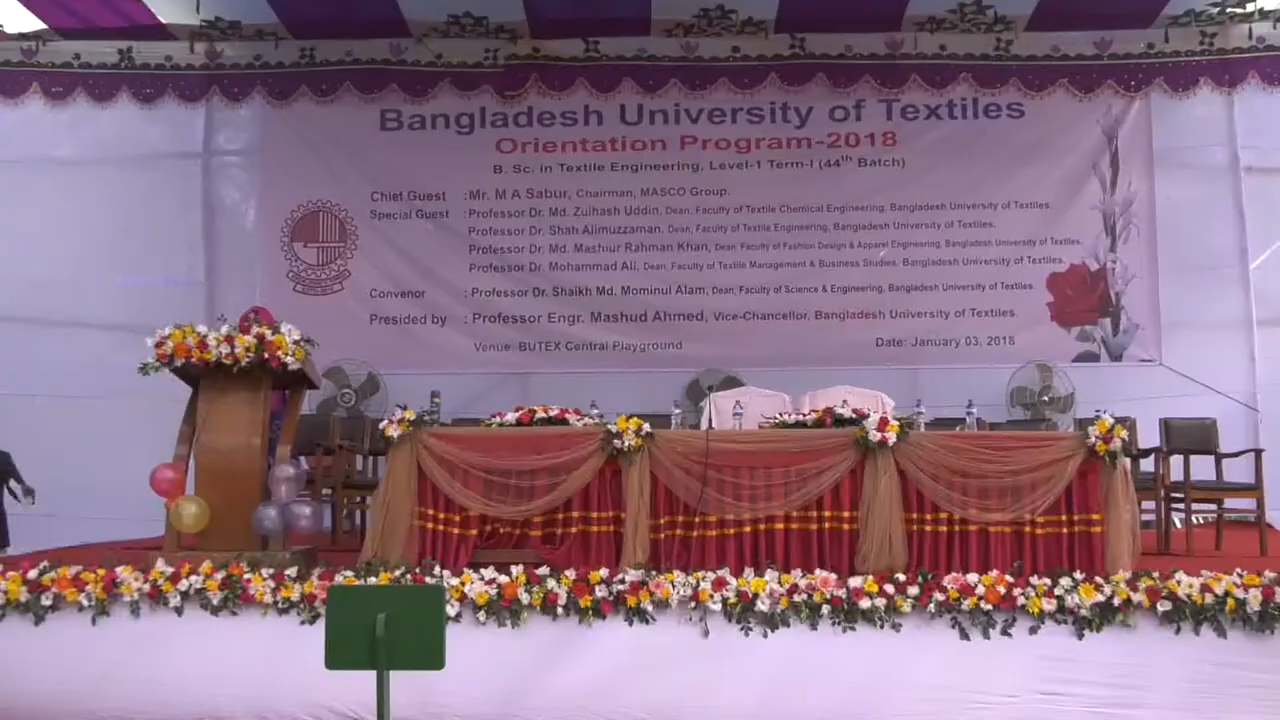 Bangladesh University of Textiles
Orientation Program-2018
B. Sc. in Textile Engineering, Level-1 Term-I (44th Batch)
Chief Guest : Mr. M A Sabur, Chairman, MASCO Group.
Special Guest : Professor Dr. Md. Zulhash Uddin, Dean, Faculty of Textile Chemical Engineering, Bangladesh University of Textiles.
Professor Dr. Shah Alimuzzaman, Dean, Faculty of Textile Engineering, Bangladesh University of Textiles.
Professor Dr. Md. Mashiur Rahman Khan, Dean, Faculty of Fashion Design & Apparel Engineering, Bangladesh University of Textiles.
Professor Dr. Mohammad Ali, Dean, Faculty of Textile Management & Business Studies, Bangladesh University of Textiles.
Convenor : Professor Dr. Shaikh Md. Mominul Alam, Dean, Faculty of Science & Engineering, Bangladesh University of Textiles.
Presided by : Professor Engr. Mashud Ahmed, Vice-Chancellor, Bangladesh University of Textiles.
Venue: BUTEX Central Playground Date: January 03, 2018